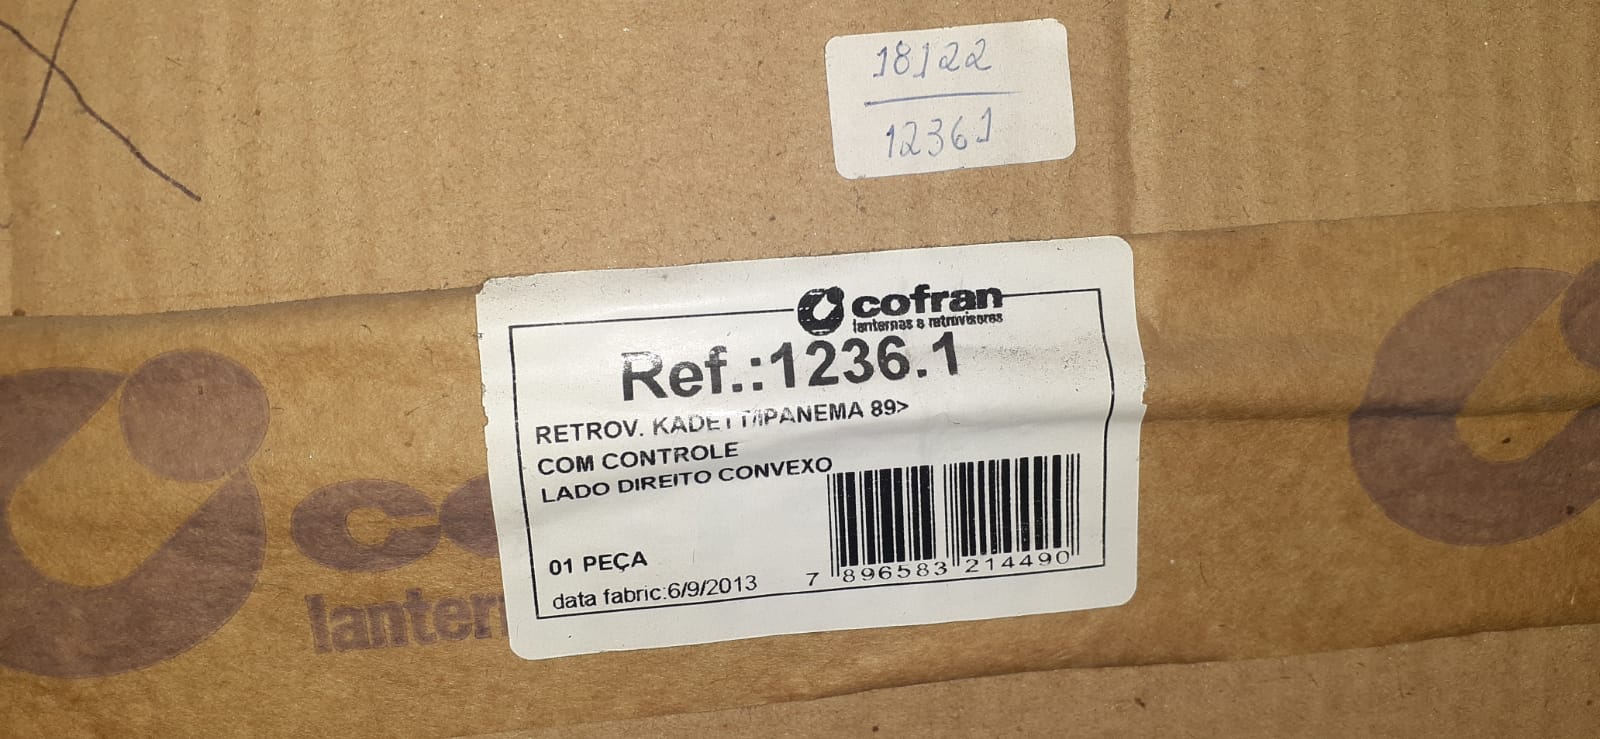 18122
12361
cofran
lanternas e retrovisores
Ref.:1236.1
RETROV. KADETT/IPANEMA 89>
COM CONTROLE
LADO DIREITO CONVEXO
01 PEÇA
data fabric:6/9/2013
7 896583 214490
co
lanter